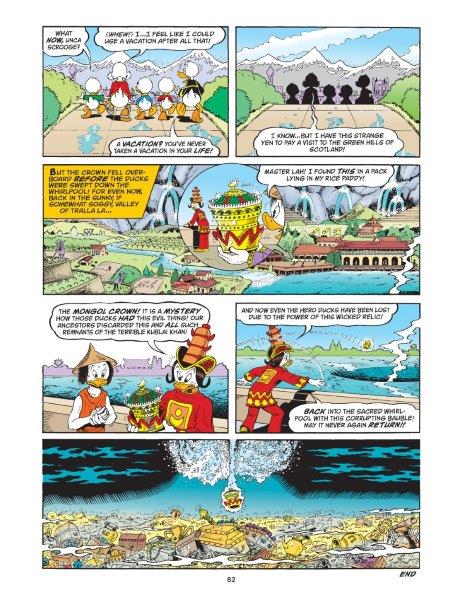 WHAT
NOW, UNCA
SCROOGE?
(WHEW!) I...I FEEL LIKE I COULD
USE A VACATION AFTER ALL THAT!
A VACATION? YOU'VE NEVER
TAKEN A VACATION IN YOUR LIFE!
I KNOW...BUT I HAVE THIS STRANGE
YEN TO PAY A VISIT TO THE GREEN HILLS OF
SCOTLAND!
BUT THE CROWN FELL OVER-
BOARD BEFORE THE DUCKS
WERE SWEPT DOWN THE
WHIRLPOOL! FOR EVEN NOW,
BACK IN THE SUNNY, IF
SOMEWHAT SOGGY, VALLEY
OF TRALLA LA...
MASTER LAH! I FOUND THIS IN A PACK
LYING IN MY RICE PADDY!
THE MONGOL CROWN! IT IS A MYSTERY
HOW THOSE DUCKS HAD THIS EVIL THING! OUR
ANCESTORS DISCARDED THIS AND ALL SUCH
REMNANTS OF THE TERRIBLE KUBLAI KHAN!
AND NOW EVEN THE HERO DUCKS HAVE BEEN LOST
DUE TO THE POWER OF THIS WICKED RELIC!
BACK INTO THE SACRED WHIRL-
POOL WITH THIS CORRUPTING BAUBLE!
MAY IT NEVER AGAIN RETURN!!
END
82